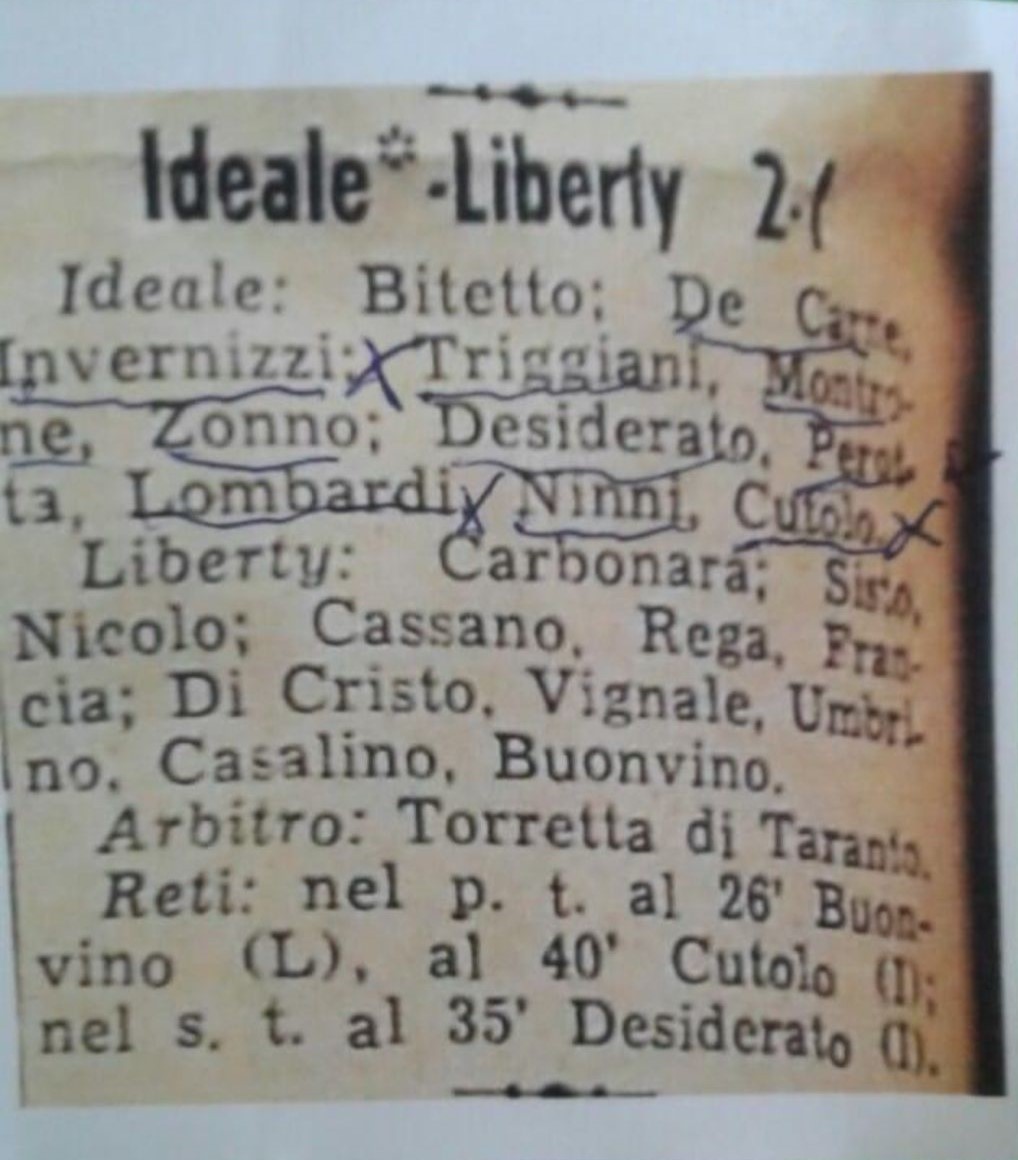 Ideale*-Liberty 2-1
Ideale: Bitetto; De Carne,
Invernizzi; Triggiani, Montro-
ne, Zonno; Desiderato, Perot-
ta, Lombardi, Ninni, Cutolo.
Liberty: Carbonara; Sisto,
Nicolo; Cassano, Rega, Fran-
cia; Di Cristo, Vignale, Umbri-
no, Casalino, Buonvino.
Arbitro: Torretta di Taranto.
Reti: nel p. t. al 26' Buon-
vino (L), al 40' Cutolo (I);
nel s. t. al 35' Desiderato (I).